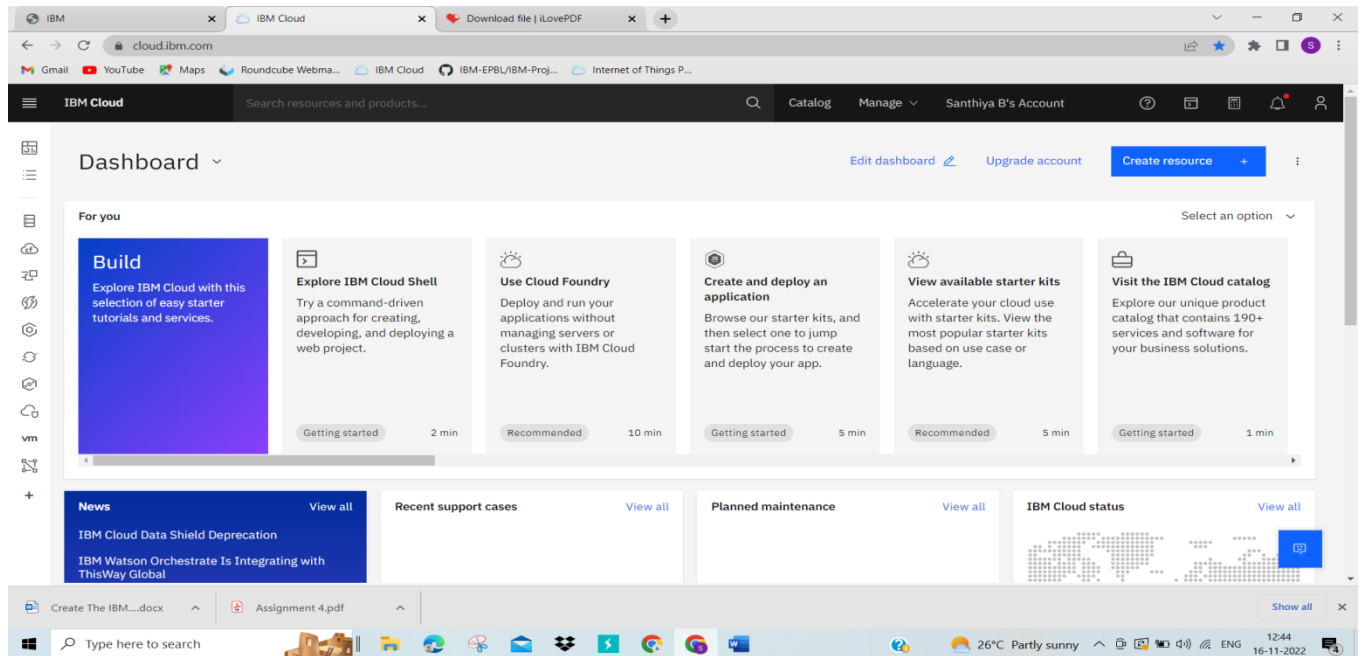 IBM
IBM Cloud
Download file | iLovePDF
cloud.ibm.com
S
Gmail
YouTube
Maps
Roundcube Webma...
IBM Cloud
IBM-EPBL/IBM-Proj...
Internet of Things P...
IBM Cloud
Search resources and products...
Catalog
Manage
Santhiya B's Account
Dashboard
Edit dashboard
Upgrade account
Create resource +
For you
Select an option
Build
Explore IBM Cloud with this
selection of easy starter
tutorials and services.
Explore IBM Cloud Shell
Try a command-driven
approach for creating,
developing, and deploying a
web project.
Getting started
2 min
Use Cloud Foundry
Deploy and run your
applications without
managing servers or
clusters with IBM Cloud
Foundry.
Recommended
10 min
Create and deploy an
application
Browse our starter kits, and
then select one to jump
start the process to create
and deploy your app.
Getting started
5 min
View available starter kits
Accelerate your cloud use
with starter kits. View the
most popular starter kits
based on use case or
language.
Recommended
5 min
Visit the IBM Cloud catalog
Explore our unique product
catalog that contains 190+
services and software for
your business solutions.
Getting started
1 min
vm
News
View all
IBM Cloud Data Shield Deprecation
IBM Watson Orchestrate Is Integrating with
ThisWay Global
Recent support cases
View all
Planned maintenance
View all
IBM Cloud status
View all
Create The IBM....docx
Assignment 4.pdf
Show all
Type here to search
26°C Partly sunny
ENG
12:44
16-11-2022
4